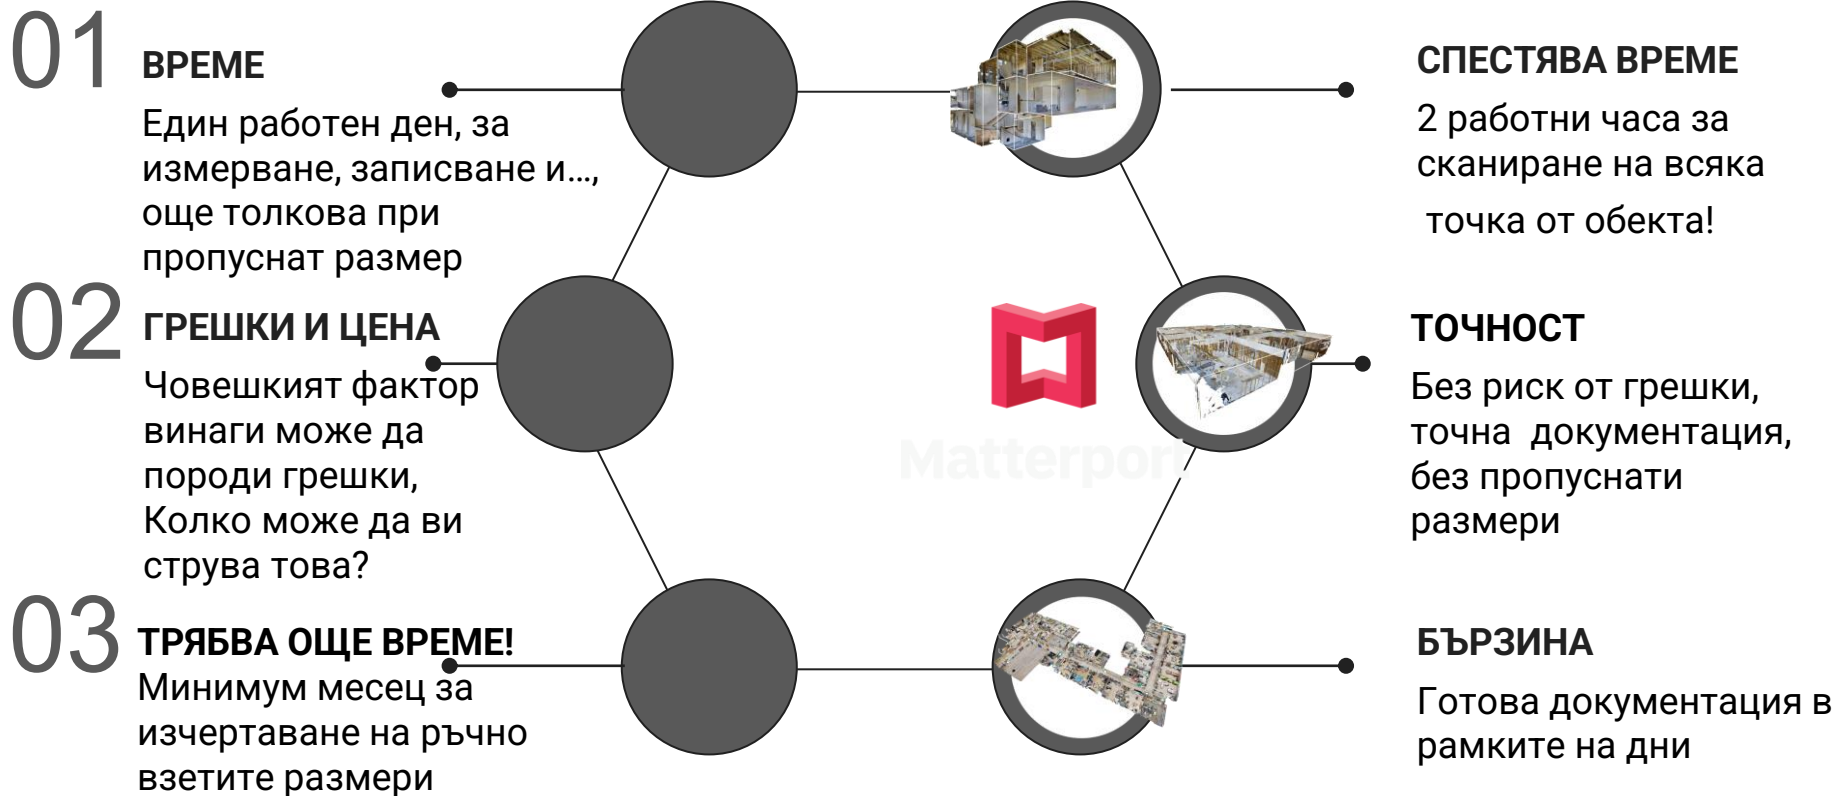 01
ВРЕМЕ
Един работен ден, за
измерване, записване и...,
още толкова при
пропуснат размер
02
ГРЕШКИ И ЦЕНА
Човешкият фактор
винаги може да
породи грешки,
Колко може да ви
струва това?
03
ТРЯБВА ОЩЕ ВРЕМЕ!
Минимум месец за
изчертаване на ръчно
взетите размери
Matterport
СПЕСТЯВА ВРЕМЕ
2 работни часа за
сканиране на всяка
точка от обекта!
ТОЧНОСТ
Без риск от грешки,
точна документация,
без пропуснати
размери
БЪРЗИНА
Готова документация в
рамките на дни